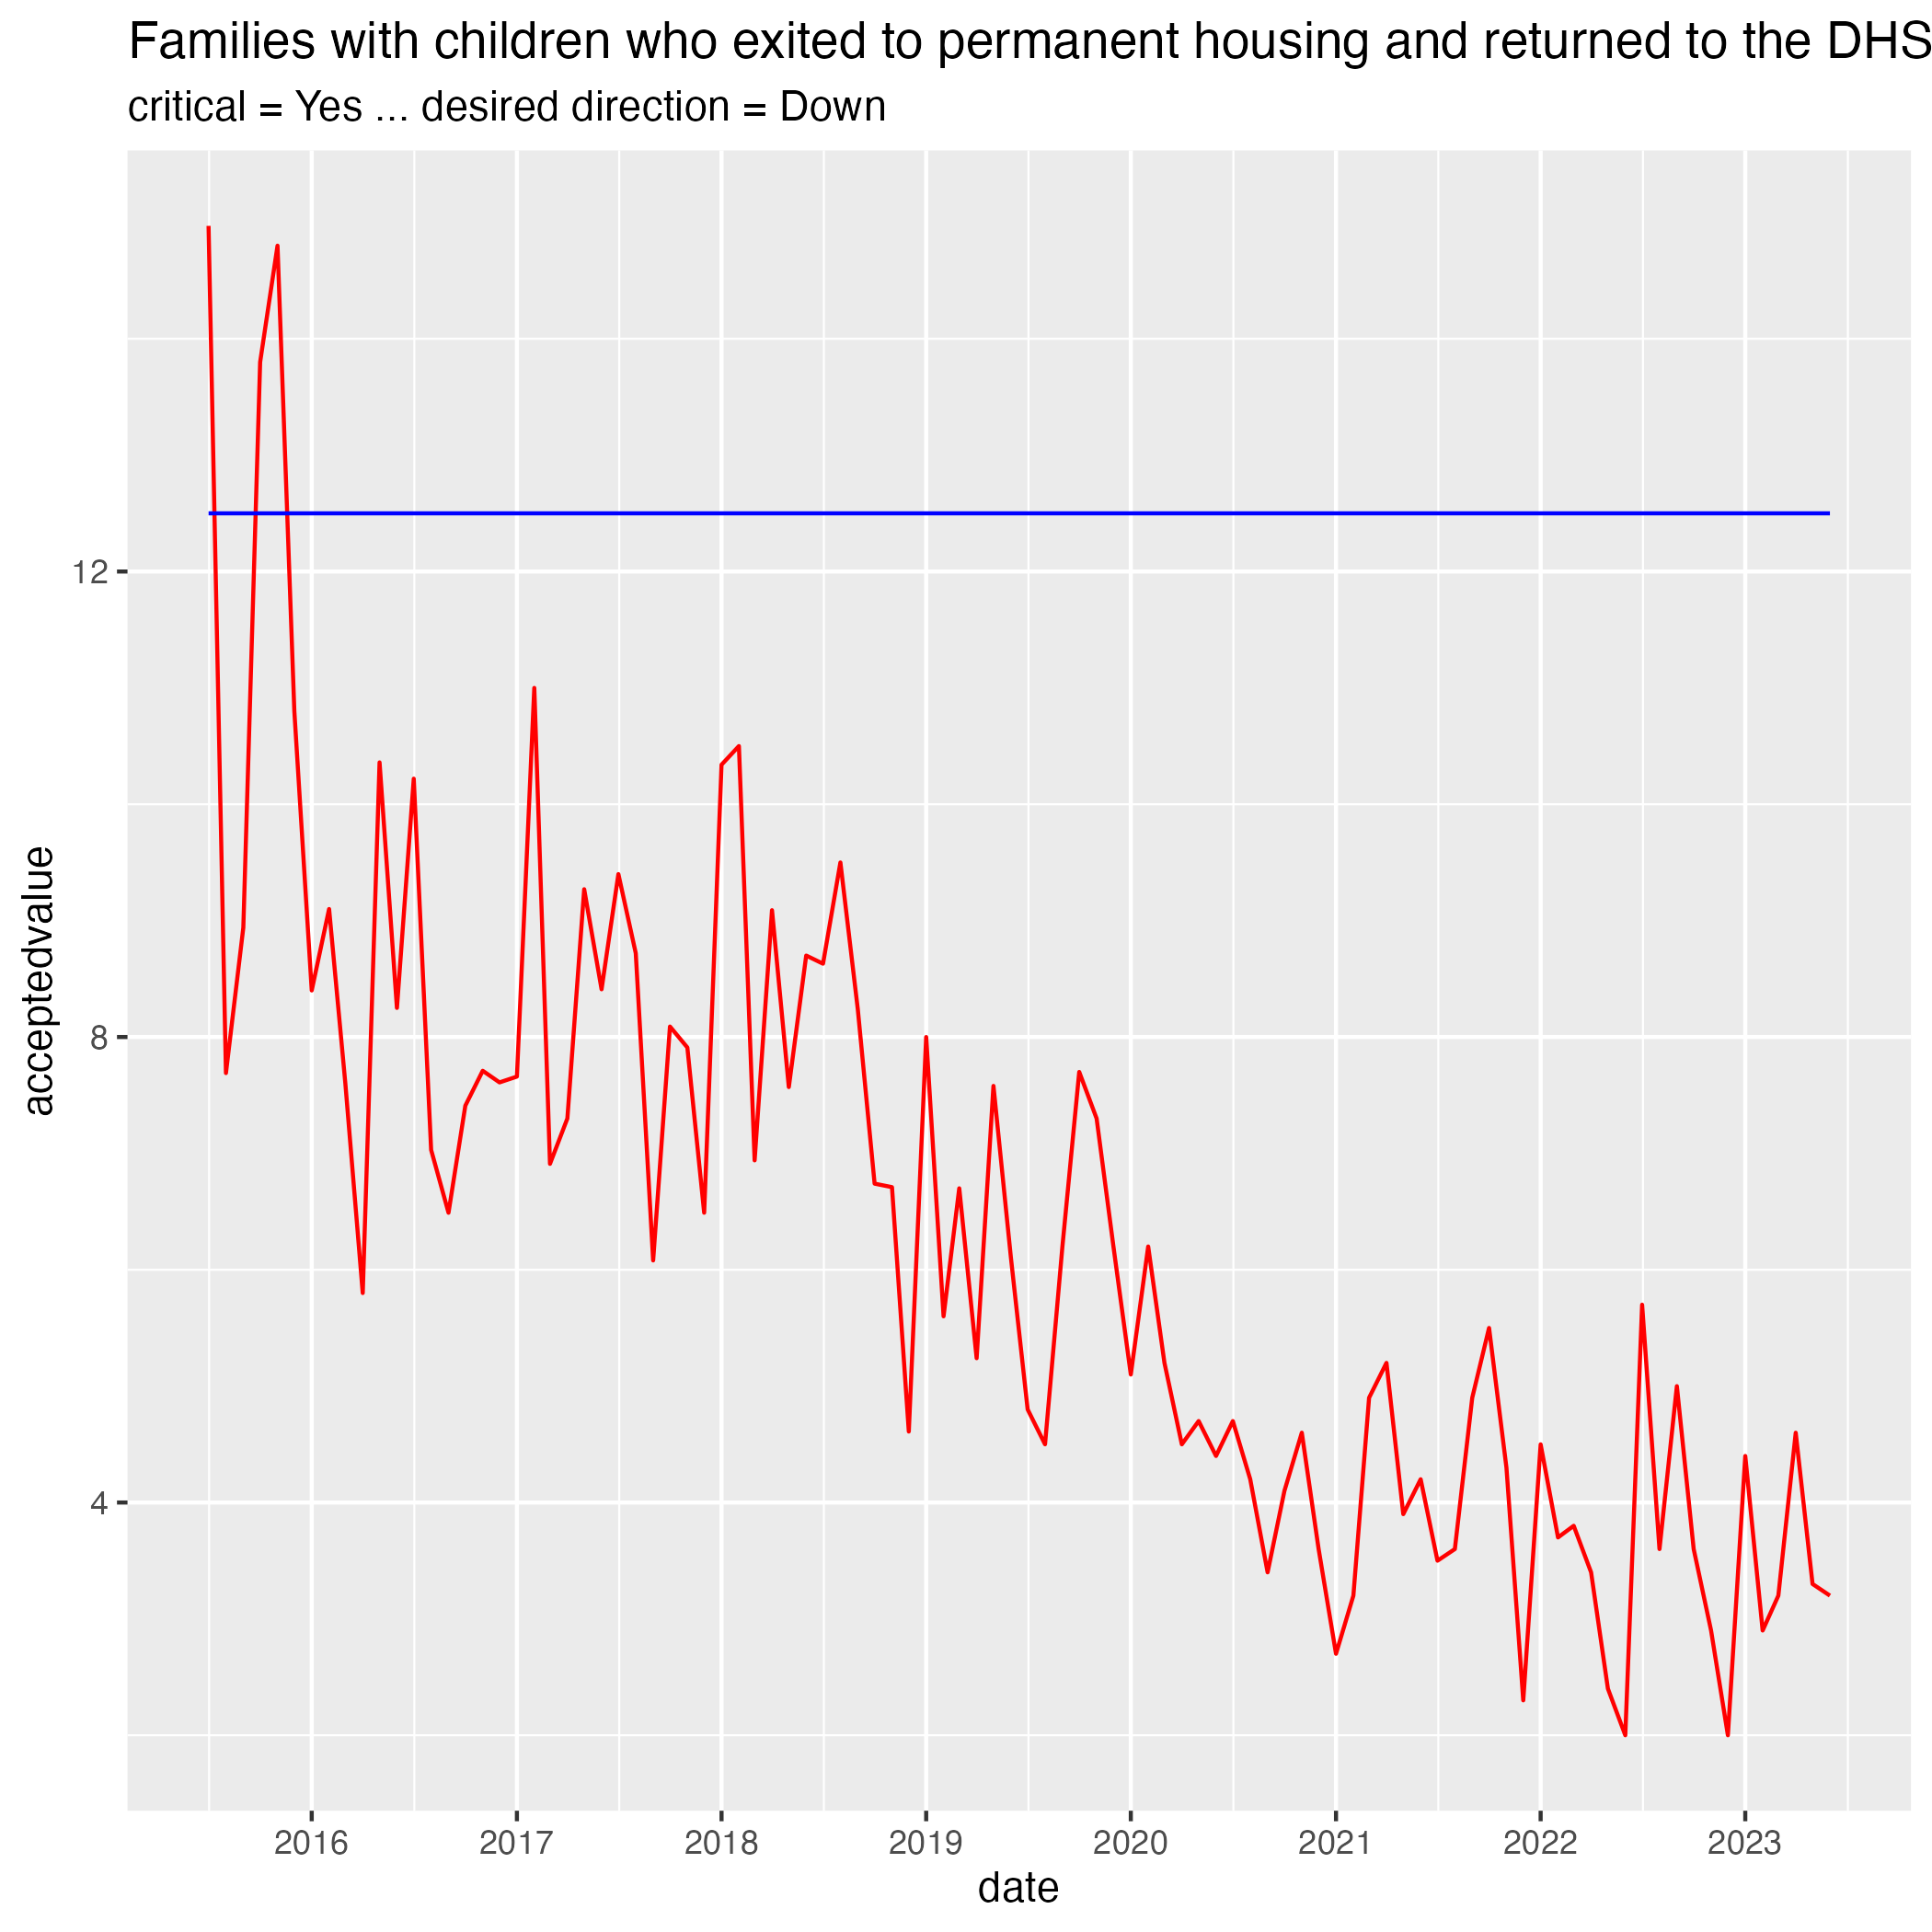 Families with children who exited to permanent housing and returned to the DHS
critical = Yes ... desired direction = Down
acceptedvalue
12
8
4
2016 2017 2018 2019 2020 2021 2022 2023
date